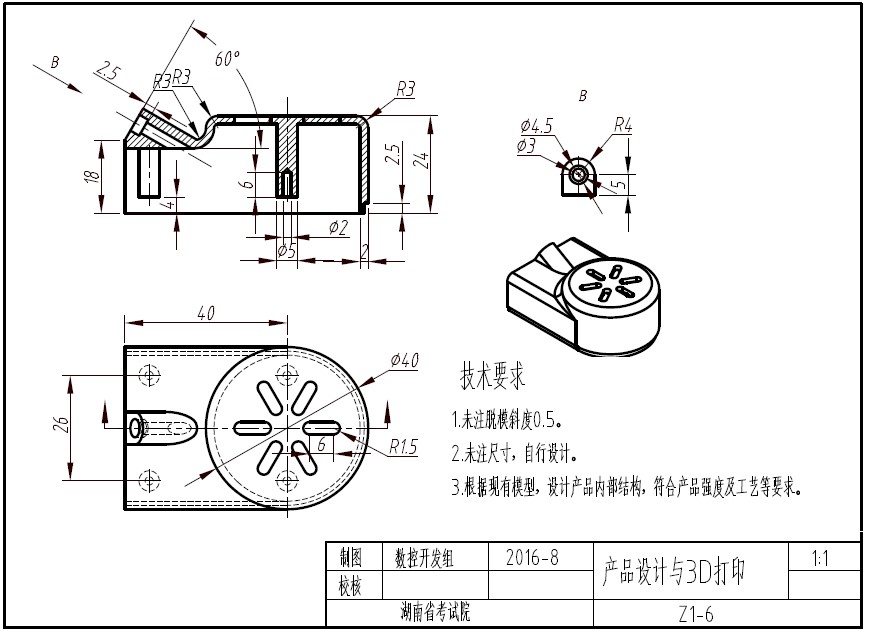 B
2.5
R3
R3
60°
R3
18
4
6
φ2
φ5
2
2.5
24
B
φ4.5
φ3
R4
5
40
26
φ40
R1.5
6
技术要求
1.未注脱模斜度0.5。
2.未注尺寸，自行设计。
3.根据现有模型，设计产品内部结构，符合产品强度及工艺等要求。
制图 数控开发组 2016-8 产品设计与3D打印 1:1
校核
湖南省考试院 Z1-6